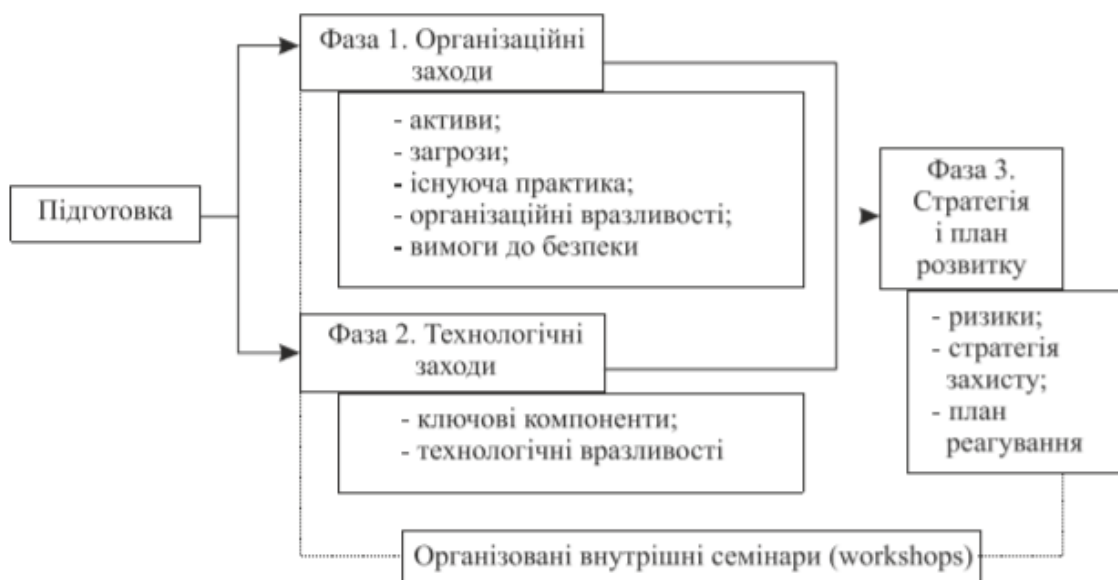 Підготовка
Фаза 1. Організаційні
заходи
- активи;
- загрози;
- існуюча практика;
- організаційні вразливості;
- вимоги до безпеки
Фаза 2. Технологічні
заходи
- ключові компоненти;
- технологічні вразливості
Фаза 3.
Стратегія
і план
розвитку
- ризики;
- стратегія
захисту;
- план
реагування
Організовані внутрішні семінари (workshops)